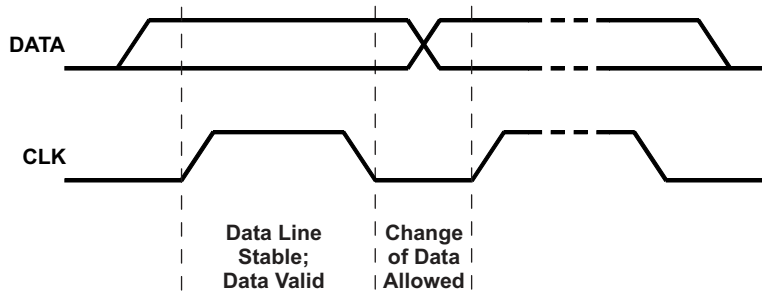 DATA
CLK
Data Line
Stable;
Data Valid
Change
of Data
Allowed